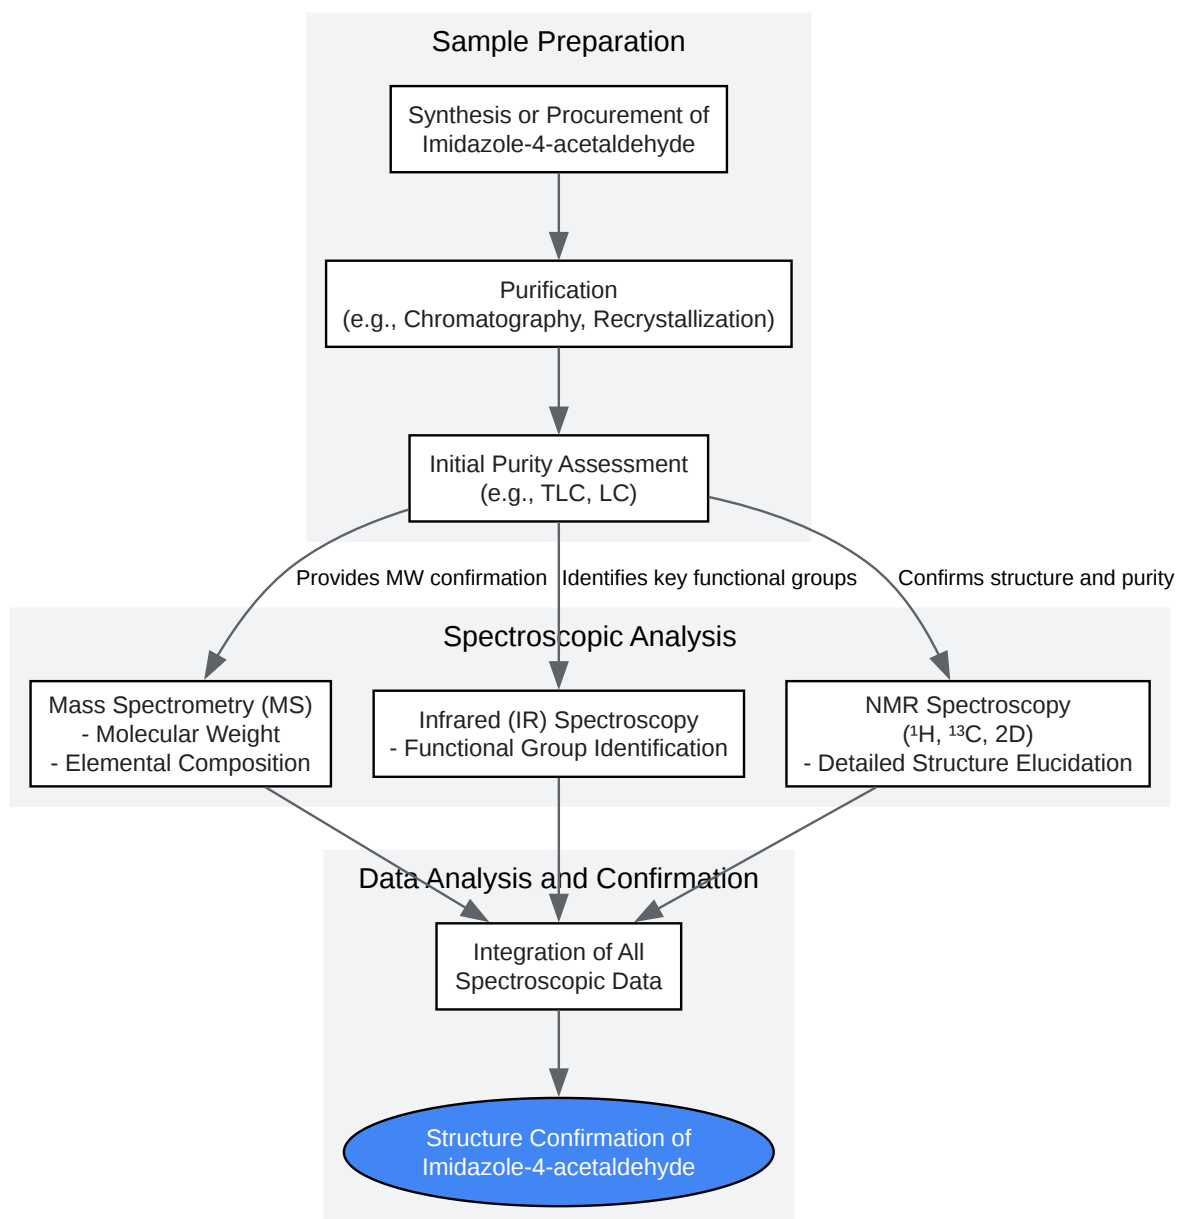 Sample Preparation
Synthesis or Procurement of
Imidazole-4-acetaldehyde
Purification
(e.g., Chromatography, Recrystallization)
Initial Purity Assessment
(e.g., TLC, LC)
Provides MW confirmation
Identifies key functional groups
Confirms structure and purity
Spectroscopic Analysis
Mass Spectrometry (MS)
- Molecular Weight
- Elemental Composition
Infrared (IR) Spectroscopy
- Functional Group Identification
NMR Spectroscopy
(¹H, ¹³C, 2D)
- Detailed Structure Elucidation
Data Analysis and Confirmation
Integration of All
Spectroscopic Data
Structure Confirmation of
Imidazole-4-acetaldehyde